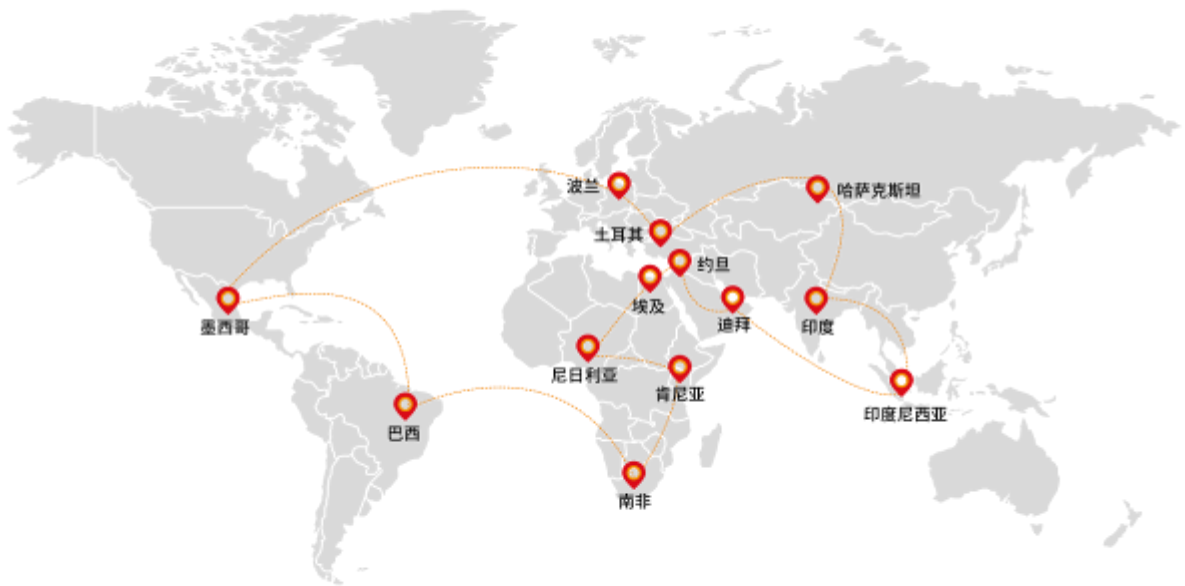 波兰
哈萨克斯坦
土耳其
约旦
埃及
迪拜
印度
墨西哥
尼日利亚
肯尼亚
印度尼西亚
巴西
南非